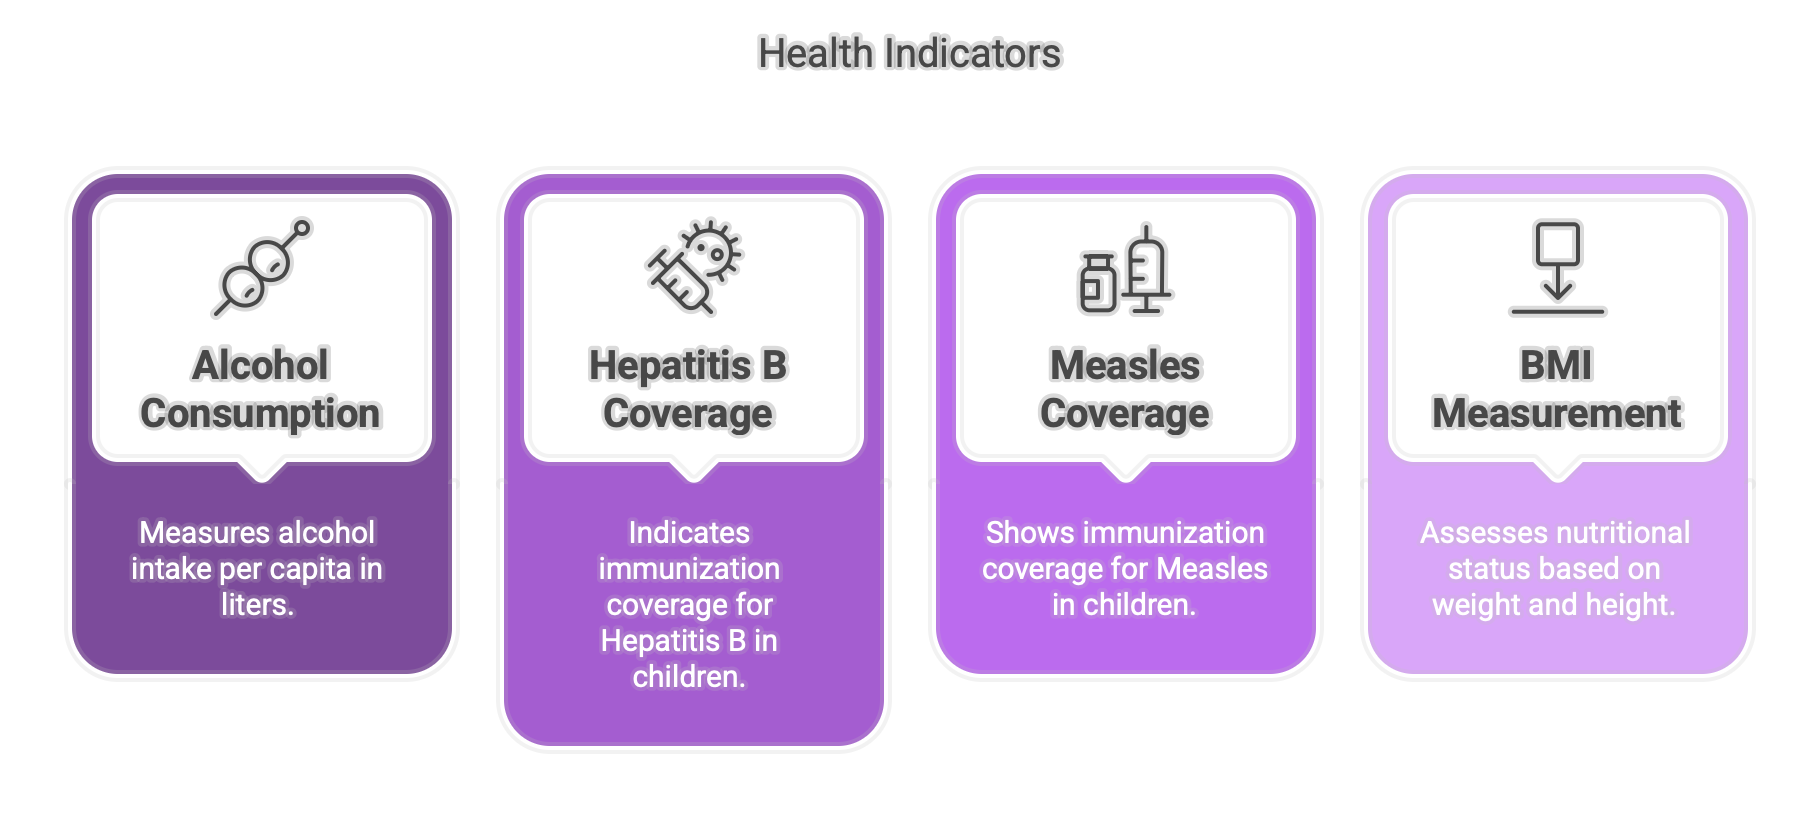 Health Indicators
Alcohol
Consumption
Measures alcohol
intake per capita in
liters.
Hepatitis B
Coverage
Indicates
immunization
coverage for
Hepatitis B in
children.
Measles
Coverage
Shows immunization
coverage for Measles
in children.
BMI
Measurement
Assesses nutritional
status based on
weight and height.